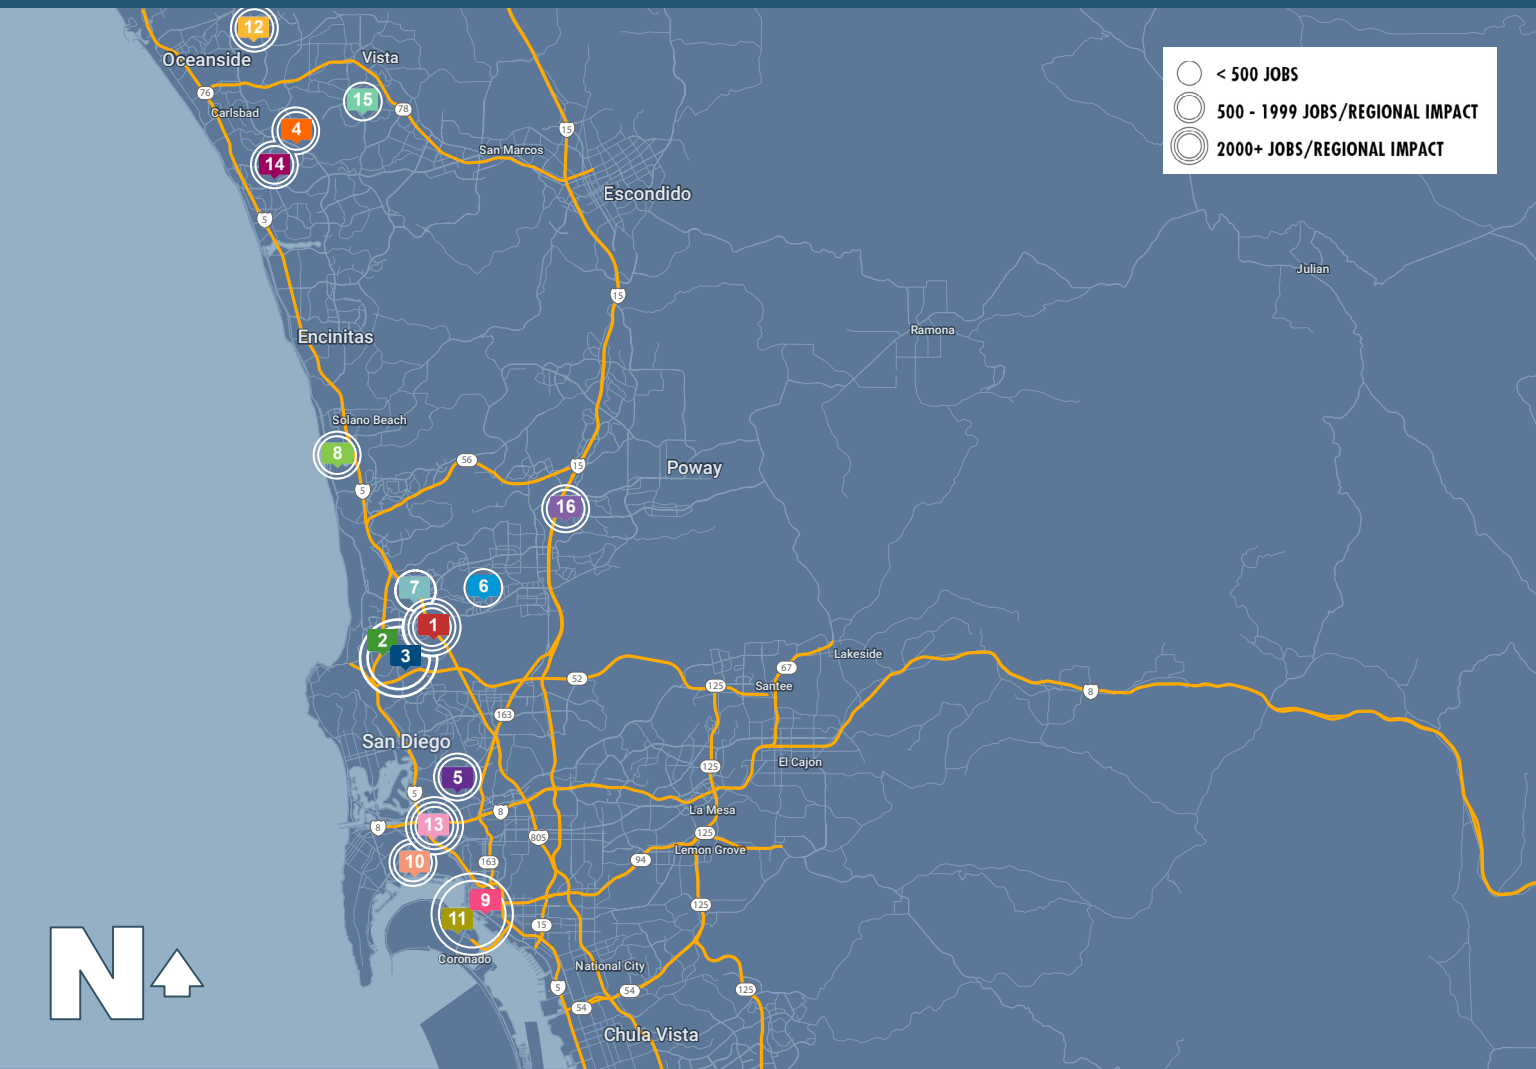 12
Oceanside
Vista
76
15
78
Carlsbad
4
15
San Marcos
14
Escondido
5
15
Encinitas
Ramona
Julian
< 500 JOBS
500 - 1999 JOBS/REGIONAL IMPACT
2000+ JOBS/REGIONAL IMPACT
Solano Beach
8
56
15
Poway
5
16
7
6
1
2
3
Lakeside
67
52
125
Santee
8
163
San Diego
125
El Cajon
5
5
8
La Mesa
13
8
805
125
Lemon Grove
10
163
94
9
125
11
15
Coronado
National City
5
54
125
54
Chula Vista
N